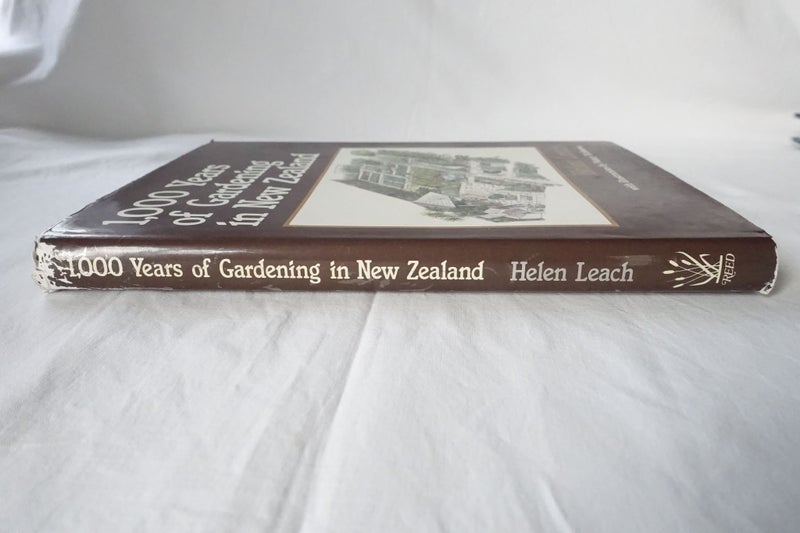 1,000 Years
of Gardening
in New Zealand
1,000 Years of Gardening in New Zealand Helen Leach REED